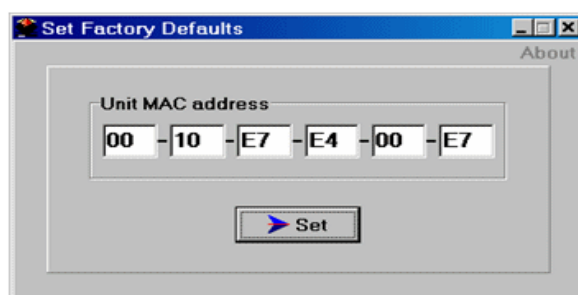 Set Factory Defaults
About
Unit MAC address
00 -10 -E7 -E4 -00 -E7
Set